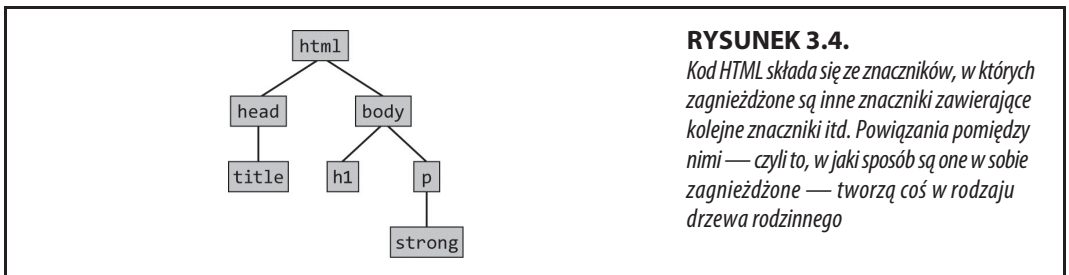 html
head
body
title
h1
p
strong
RYSUNEK 3.4.
Kod HTML składa się ze znaczników, w których
zagnieżdżone są inne znaczniki zawierające
kolejne znaczniki itd. Powiązania pomiędzy
nimi — czyli to, w jaki sposób są one w sobie
zagnieżdżone — tworzą coś w rodzaju
drzewa rodzinnego